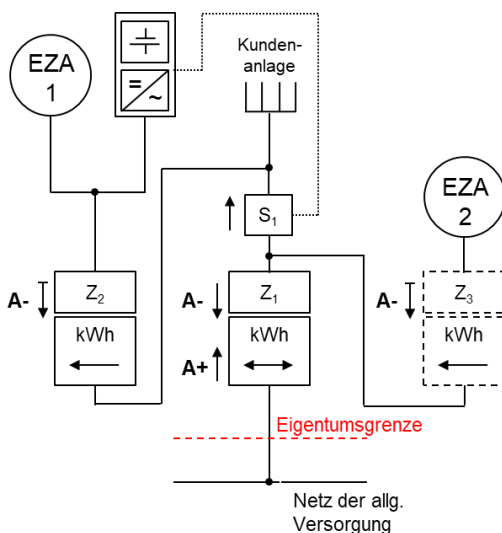 EZA
1
=
~
Kunden-
anlage
EZA
2
S₁
A-
Z₂
kWh
A-
Z₁
A+
kWh
A-
Z₃
kWh
Eigentumsgrenze
Netz der allg.
Versorgung